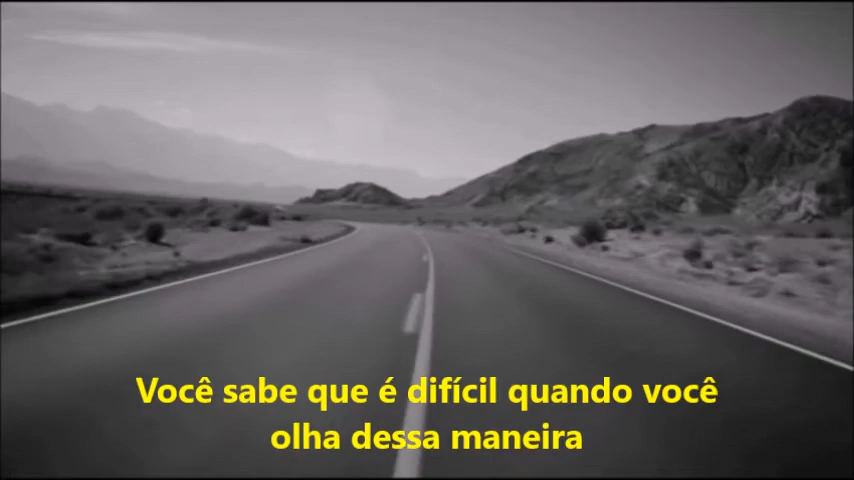 Você sabe que é difícil quando você
olha dessa maneira